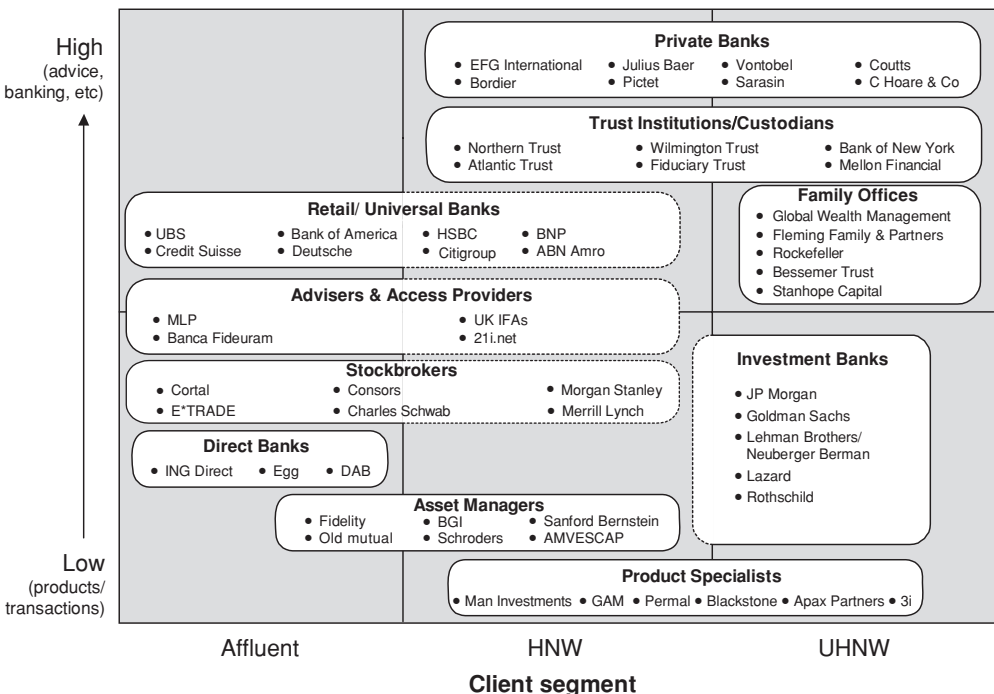 High
(advice,
banking, etc)
Private Banks
• EFG International • Julius Baer • Vontobel • Coutts
• Bordier • Pictet • Sarasin • C Hoare & Co
Trust Institutions/Custodians
• Northern Trust • Wilmington Trust • Bank of New York
• Atlantic Trust • Fiduciary Trust • Mellon Financial
Family Offices
• Global Wealth Management
• Fleming Family & Partners
• Rockefeller
• Bessemer Trust
• Stanhope Capital
Retail/ Universal Banks
• UBS • Bank of America • HSBC • BNP
• Credit Suisse • Deutsche • Citigroup • ABN Amro
Advisers & Access Providers
• MLP • UK IFAs
• Banca Fideuram • 21i.net
Stockbrokers
• Cortal • Consors • Morgan Stanley
• E*TRADE • Charles Schwab • Merrill Lynch
Investment Banks
• JP Morgan
• Goldman Sachs
• Lehman Brothers/
Neuberger Berman
• Lazard
• Rothschild
Direct Banks
• ING Direct • Egg • DAB
Asset Managers
• Fidelity • BGI • Sanford Bernstein
• Old mutual • Schroders • AMVESCAP
Product Specialists
• Man Investments • GAM • Permal • Blackstone • Apax Partners • 3i
Low
(products/
transactions)
Affluent HNW UHNW
Client segment